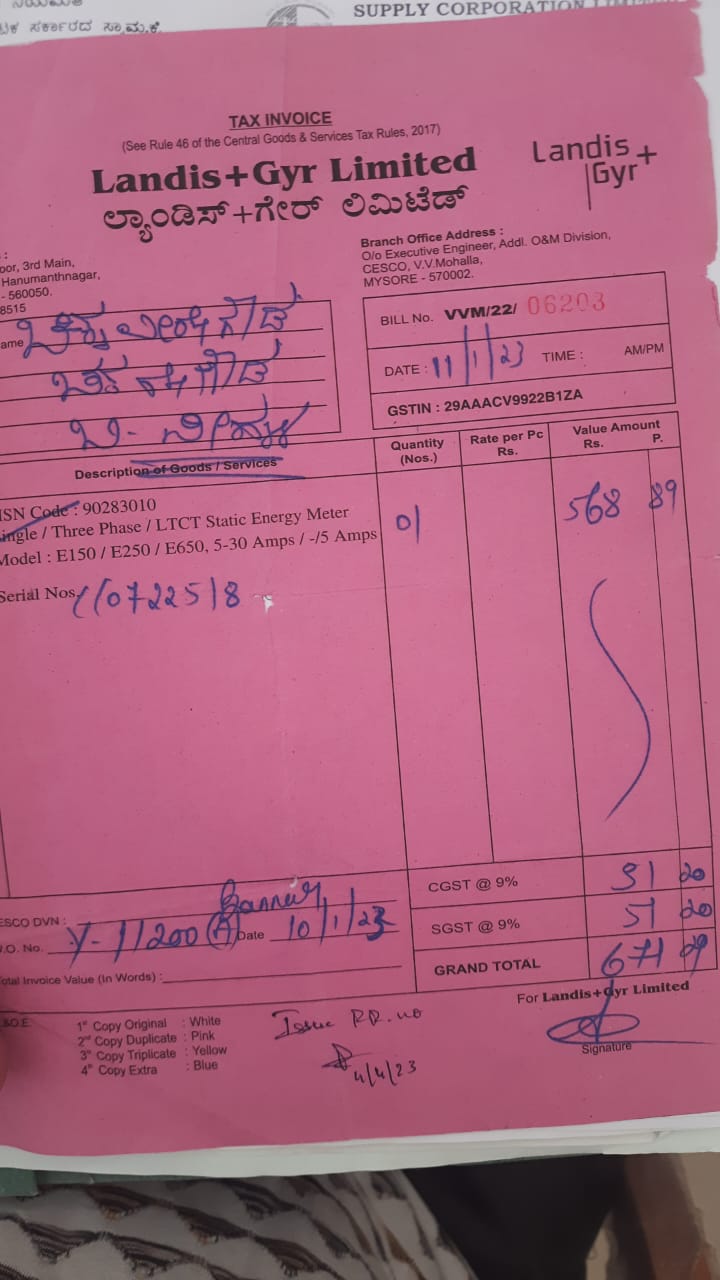 SUPPLY CORPORATION LIMITED
ಸರ್ಕಾರದ ಸ್ವಾಮ್ಯಕ್ಕೆ
TAX INVOICE
(See Rule 46 of the Central Goods & Services Tax Rules, 2017)
Landis+Gyr Limited
ಲ್ಯಾಂಡಿಸ್+ಗೇರ್ ಲಿಮಿಟೆಡ್
Landis+
Gyr
oor, 3rd Main,
Hanumanthnagar,
- 560050.
8515
Branch Office Address :
O/o Executive Engineer, Addl. O&M Division,
CESCO, V.V.Mohalla,
MYSORE - 570002.
ame
BILL No. VVM/22/ 06203
DATE : 11/1/23 TIME : AM/PM
GSTIN : 29AAACV9922B1ZA
Description of Goods / Services Quantity (Nos.) Rate per Pc Rs. Value Amount Rs. P.
SN Code : 90283010
ingle / Three Phase / LTCT Static Energy Meter
Model : E150 / E250 / E650, 5-30 Amps / -/5 Amps 01 568 89
Serial Nos. 11072518
CGST @ 9% 51 20
SGST @ 9% 51 20
GRAND TOTAL 671 09
ESCO DVN :
.O. No. Y-11200 (A) Date 10/1/23
otal Invoice Value (In Words) :
For Landis+Gyr Limited
Signature
&O.E.
1st Copy Original : White
2nd Copy Duplicate : Pink
3rd Copy Triplicate : Yellow
4th Copy Extra : Blue
Issue RR.no
4/4/23